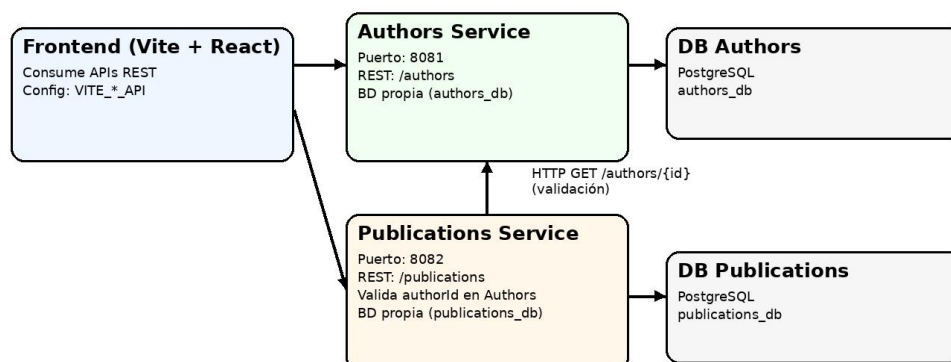 Frontend (Vite + React)
Consume APIs REST
Config: VITE_*_API
Authors Service
Puerto: 8081
REST: /authors
BD propia (authors_db)
DB Authors
PostgreSQL
authors_db
HTTP GET /authors/{id}
(validación)
Publications Service
Puerto: 8082
REST: /publications
Valida authorId en Authors
BD propia (publications_db)
DB Publications
PostgreSQL
publications_db